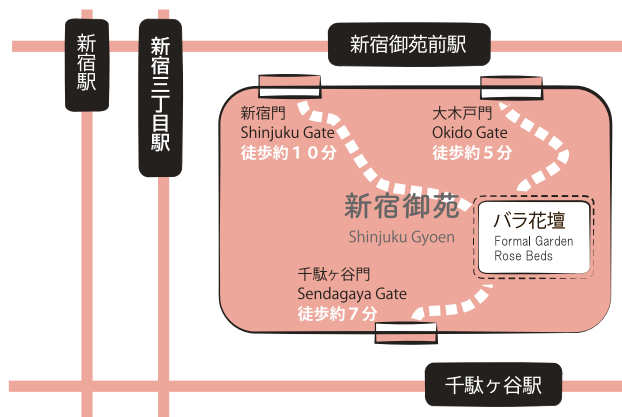 新宿駅
新宿三丁目駅
新宿御苑前駅
新宿門
Shinjuku Gate
徒歩約１０分
大木戸門
Okido Gate
徒歩約５分
新宿御苑
Shinjuku Gyoen
バラ花壇
Formal Garden
Rose Beds
千駄ヶ谷門
Sendagaya Gate
徒歩約７分
千駄ヶ谷駅